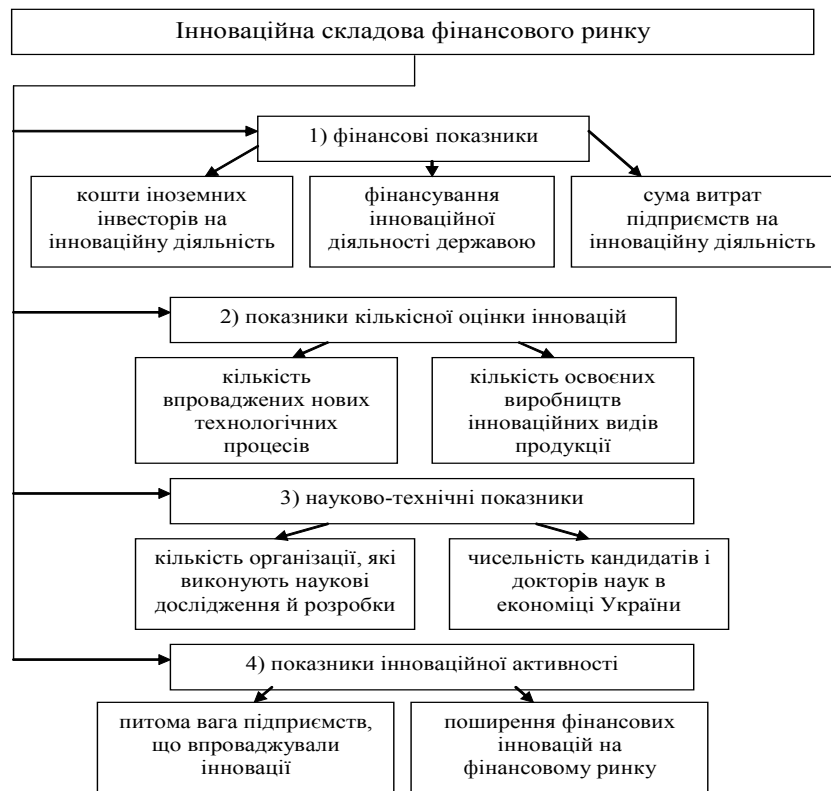 Інноваційна складова фінансового ринку
1) фінансові показники
кошти іноземних
інвесторів на
інноваційну діяльність
фінансування
інноваційної
діяльності державою
сума витрат
підприємств на
інноваційну діяльність
2) показники кількісної оцінки інновацій
кількість
впроваджених нових
технологічних
процесів
кількість освоєних
виробництв
інноваційних видів
продукції
3) науково-технічні показники
кількість організації, які
виконують наукові
дослідження й розробки
чисельність кандидатів і
докторів наук в
економіці України
4) показники інноваційної активності
питома вага підприємств,
що впроваджували
інновації
поширення фінансових
інновацій на
фінансовому ринку